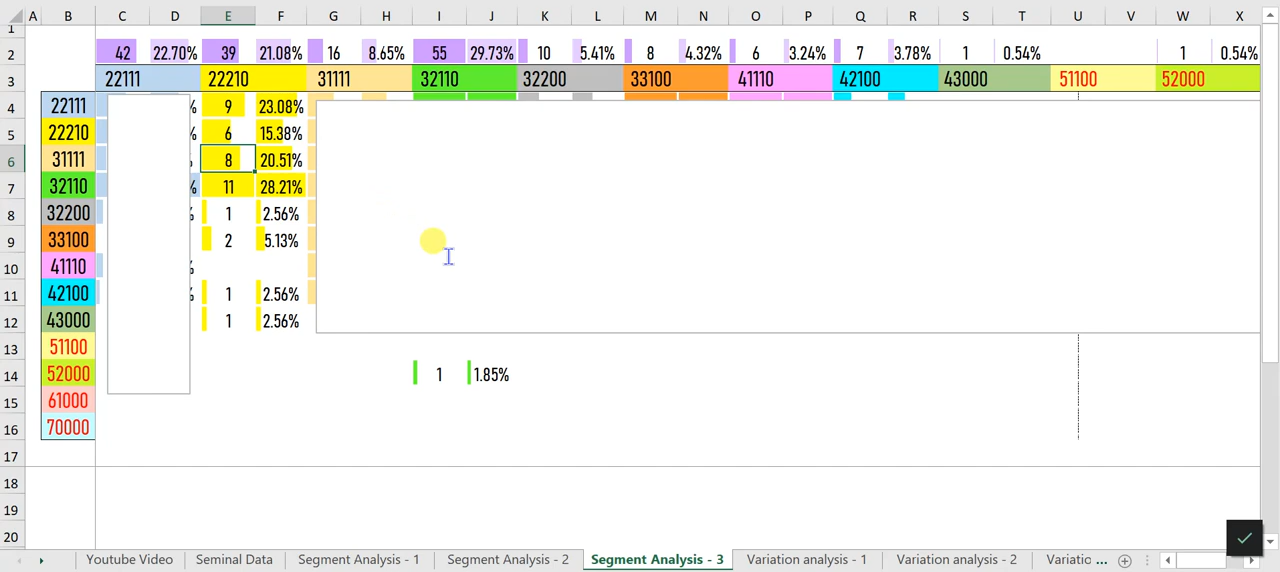 A B C D E F G H I J K L M N O P Q R S T U V W X
1
2 42 22.70% 39 21.08% 16 8.65% 55 29.73% 10 5.41% 8 4.32% 6 3.24% 7 3.78% 1 0.54% 1 0.54%
3 22111 22210 31111 32110 32200 33100 41110 42100 43000 51100 52000
4 22111 % 9 23.08%
5 22210 % 6 15.38%
6 31111 % 8 20.51%
7 32110 % 11 28.21%
8 32200 % 1 2.56%
9 33100 2 5.13%
10 41110 %
11 42100 % 1 2.56%
12 43000 1 2.56%
13 51100
14 52000 1 1.85%
15 61000
16 70000
17
18
19
20
Youtube Video Seminal Data Segment Analysis - 1 Segment Analysis - 2 Segment Analysis - 3 Variation analysis - 1 Variation analysis - 2 Variatio ...